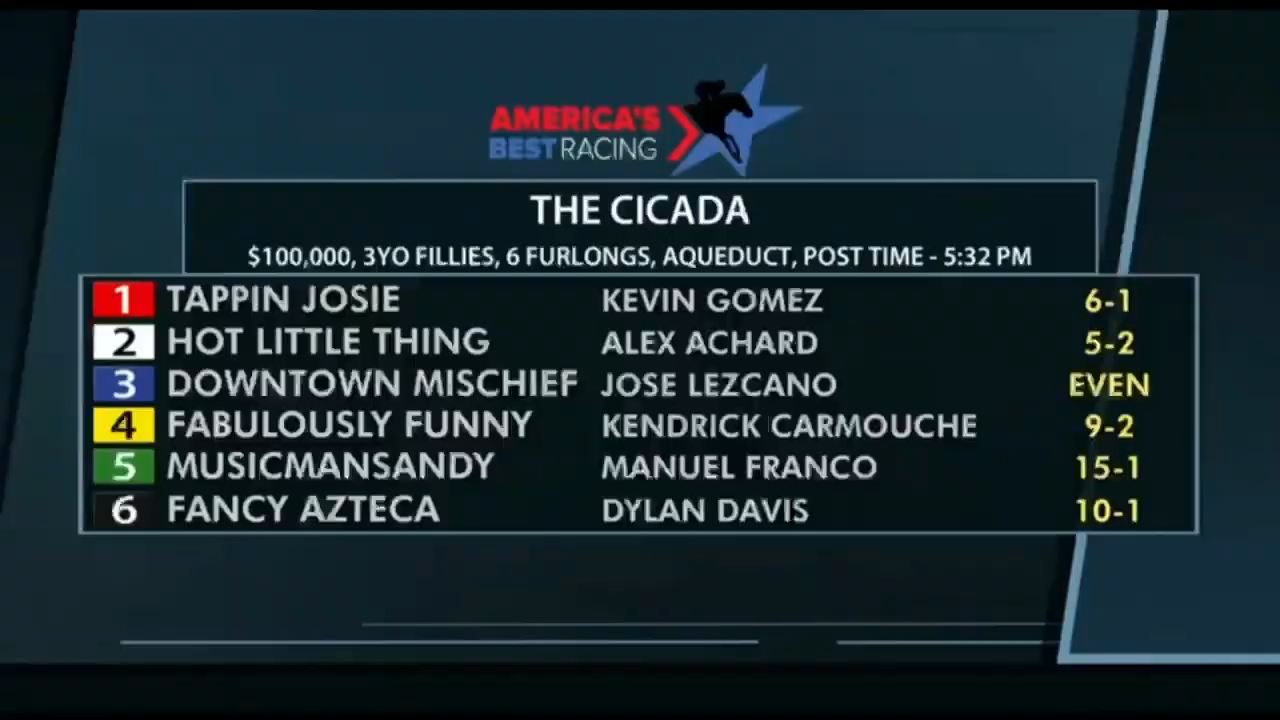 AMERICA'S
BEST RACING
THE CICADA
$100,000, 3YO FILLIES, 6 FURLONGS, AQUEDUCT, POST TIME - 5:32 PM
1 TAPPIN JOSIE KEVIN GOMEZ 6-1
2 HOT LITTLE THING ALEX ACHARD 5-2
3 DOWNTOWN MISCHIEF JOSE LEZCANO EVEN
4 FABULOUSLY FUNNY KENDRICK CARMOUCHE 9-2
5 MUSICMANSANDY MANUEL FRANCO 15-1
6 FANCY AZTECA DYLAN DAVIS 10-1